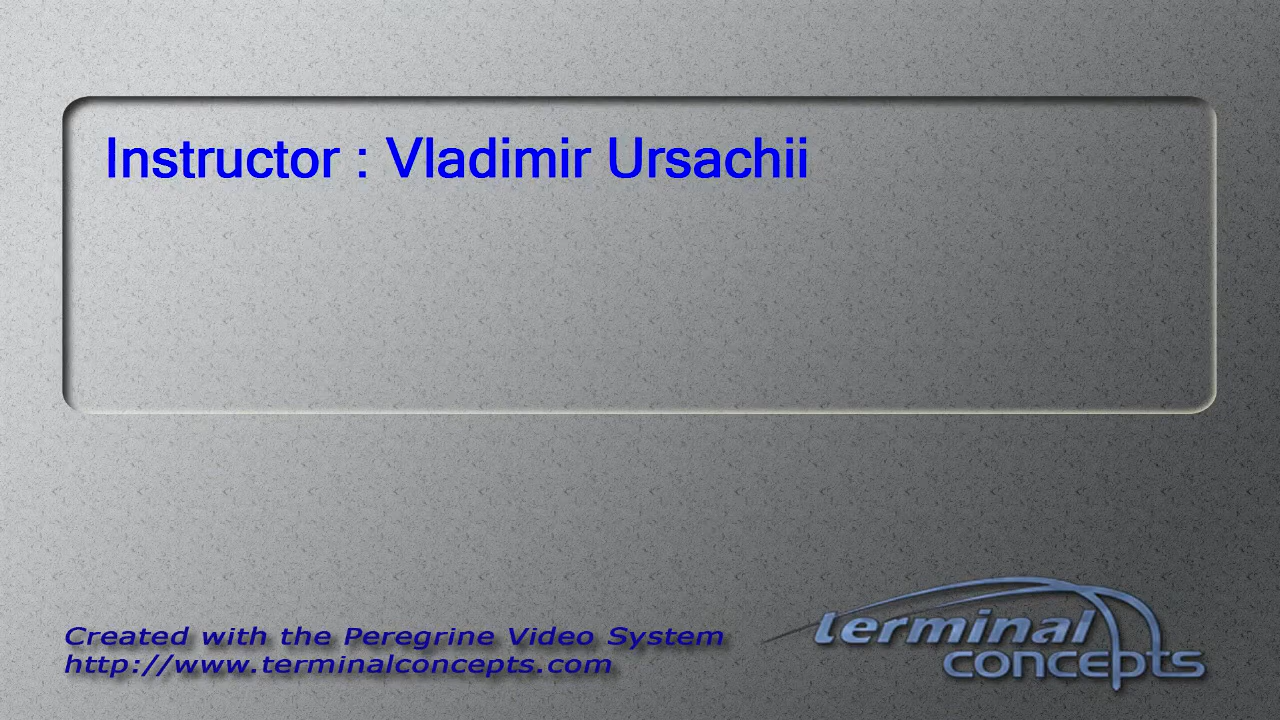 Instructor : Vladimir Ursachii
Created with the Peregrine Video System
http://www.terminalconcepts.com
terminal
concepts